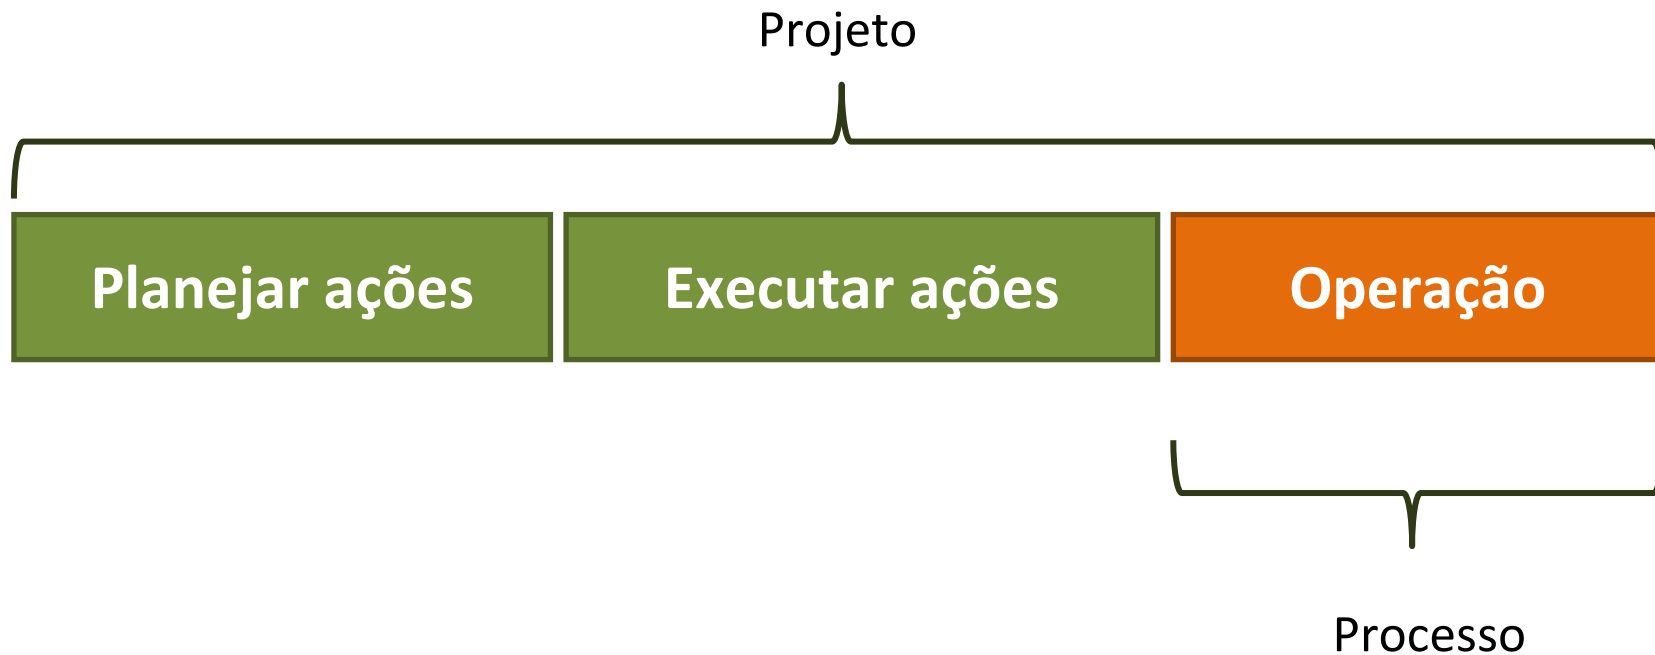 Projeto
Planejar ações
Executar ações
Operação
Processo